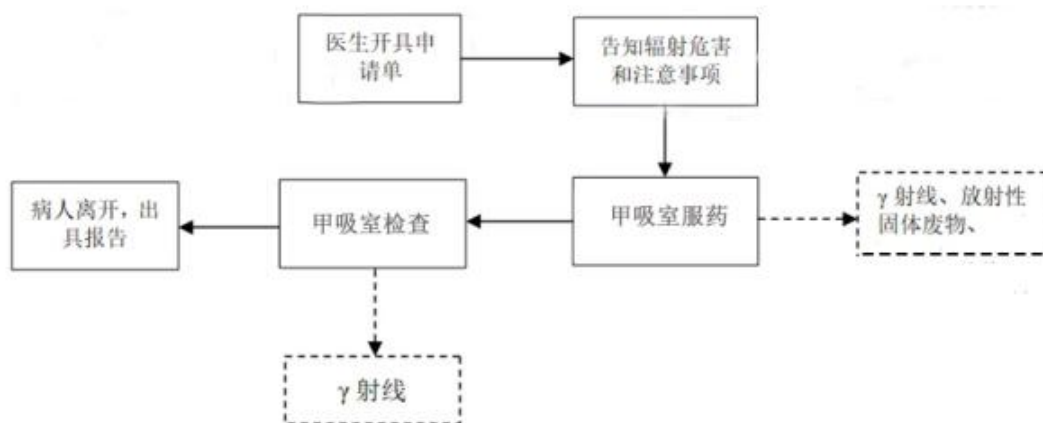 医生开具申
请单
告知辐射危害
和注意事项
病人离开，出
具报告
甲吸室检查
甲吸室服药
γ射线、放射性
固体废物、
γ射线